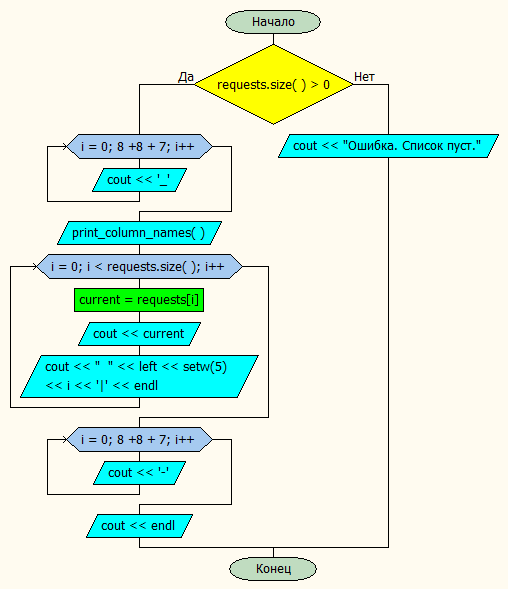 Начало
requests.size( ) > 0
Да
Нет
i = 0; 8 +8 + 7; i++
cout << '_'
cout << "Ошибка. Список пуст."
print_column_names( )
i = 0; i < requests.size( ); i++
current = requests[i]
cout << current
cout << "  " << left << setw(5)
<< i << '|' << endl
i = 0; 8 +8 + 7; i++
cout << '-'
cout << endl
Конец